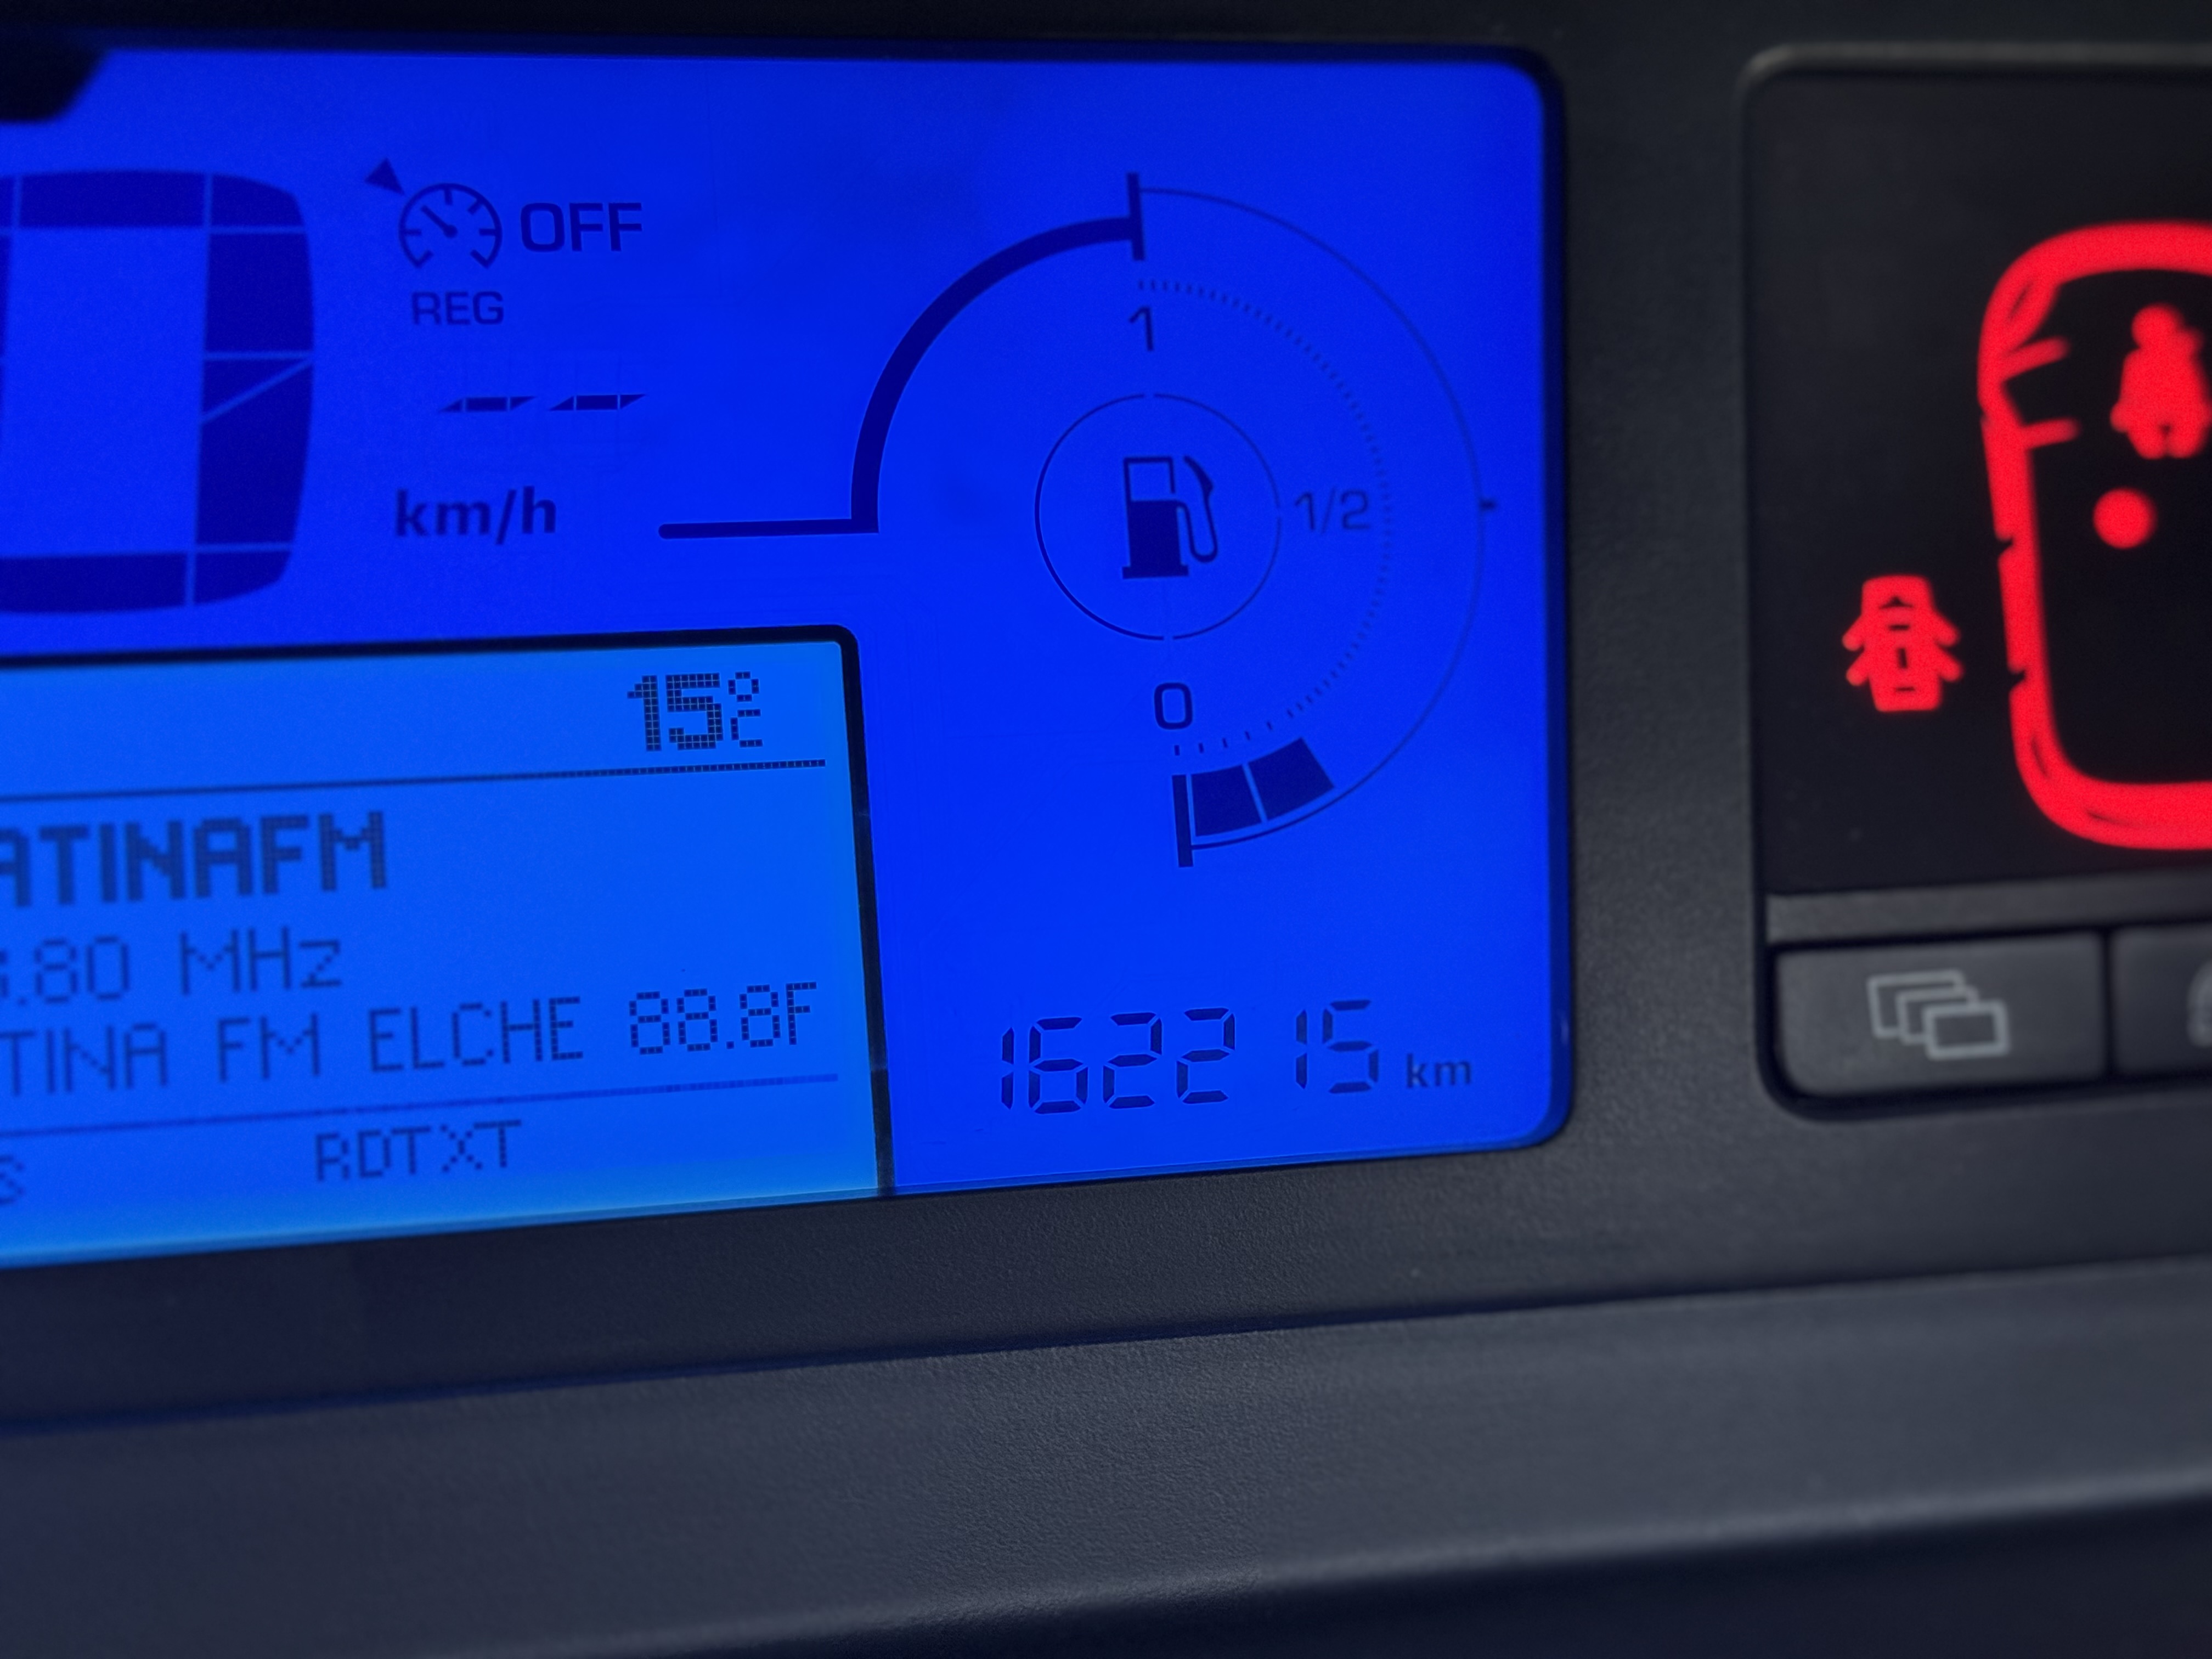 0
OFF
REG
--
km/h
1
1/2
0
15°C
ATINAFM
.80 MHz
TINA FM ELCHE 88.8F
RDTXT
162215 km